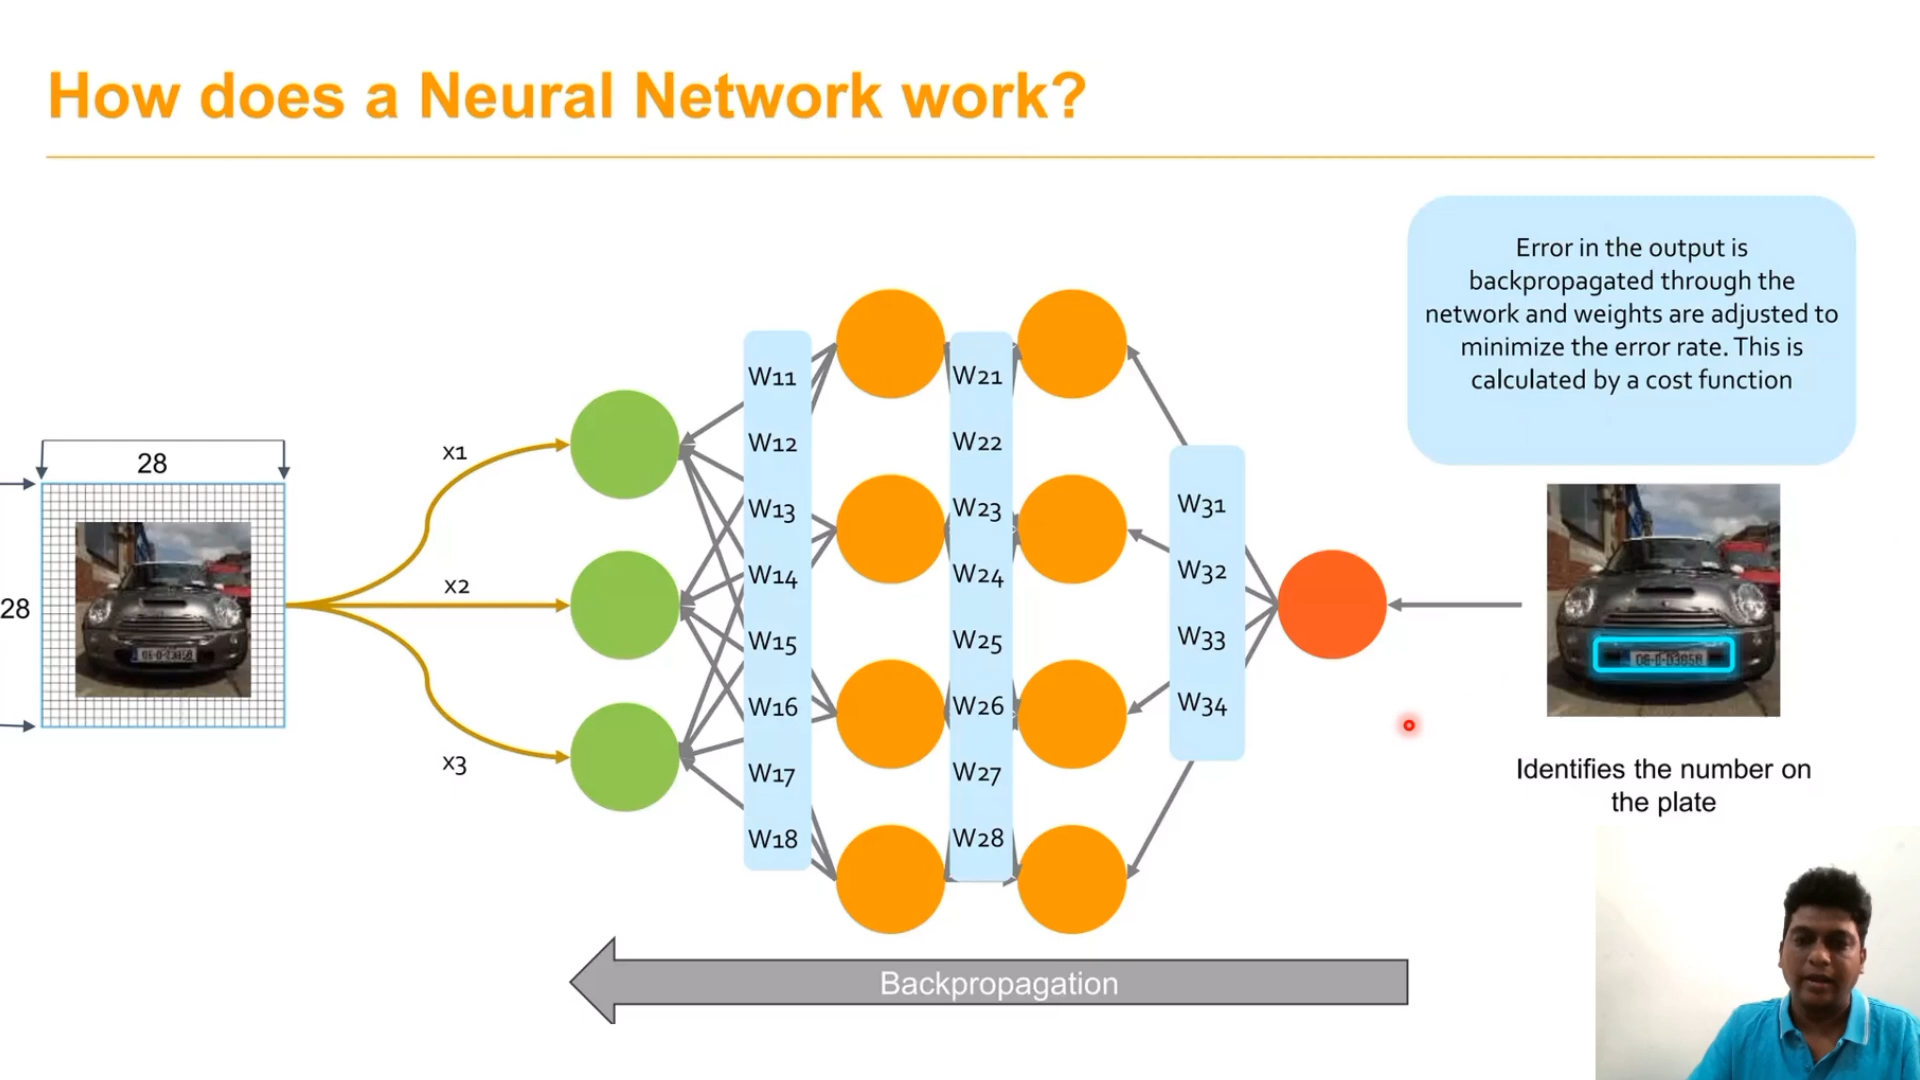 How does a Neural Network work?
Error in the output is
backpropagated through the
network and weights are adjusted to
minimize the error rate. This is
calculated by a cost function
28
28
x1
x2
x3
W11
W12
W13
W14
W15
W16
W17
W18
W21
W22
W23
W24
W25
W26
W27
W28
W31
W32
W33
W34
Identifies the number on
the plate
Backpropagation